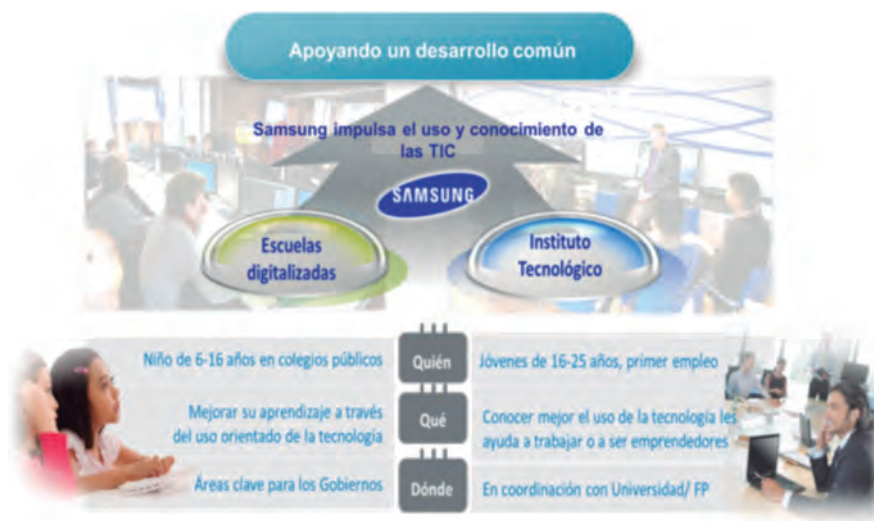 Apoyando un desarrollo común
Samsung impulsa el uso y conocimiento de
las TIC
SAMSUNG
Escuelas
digitalizadas
Instituto
Tecnológico
Niño de 6-16 años en colegios públicos
Quién
Jóvenes de 16-25 años, primer empleo
Mejorar su aprendizaje a través
del uso orientado de la tecnología
Qué
Conocer mejor el uso de la tecnología les
ayuda a trabajar o a ser emprendedores
Áreas clave para los Gobiernos
Dónde
En coordinación con Universidad/ FP